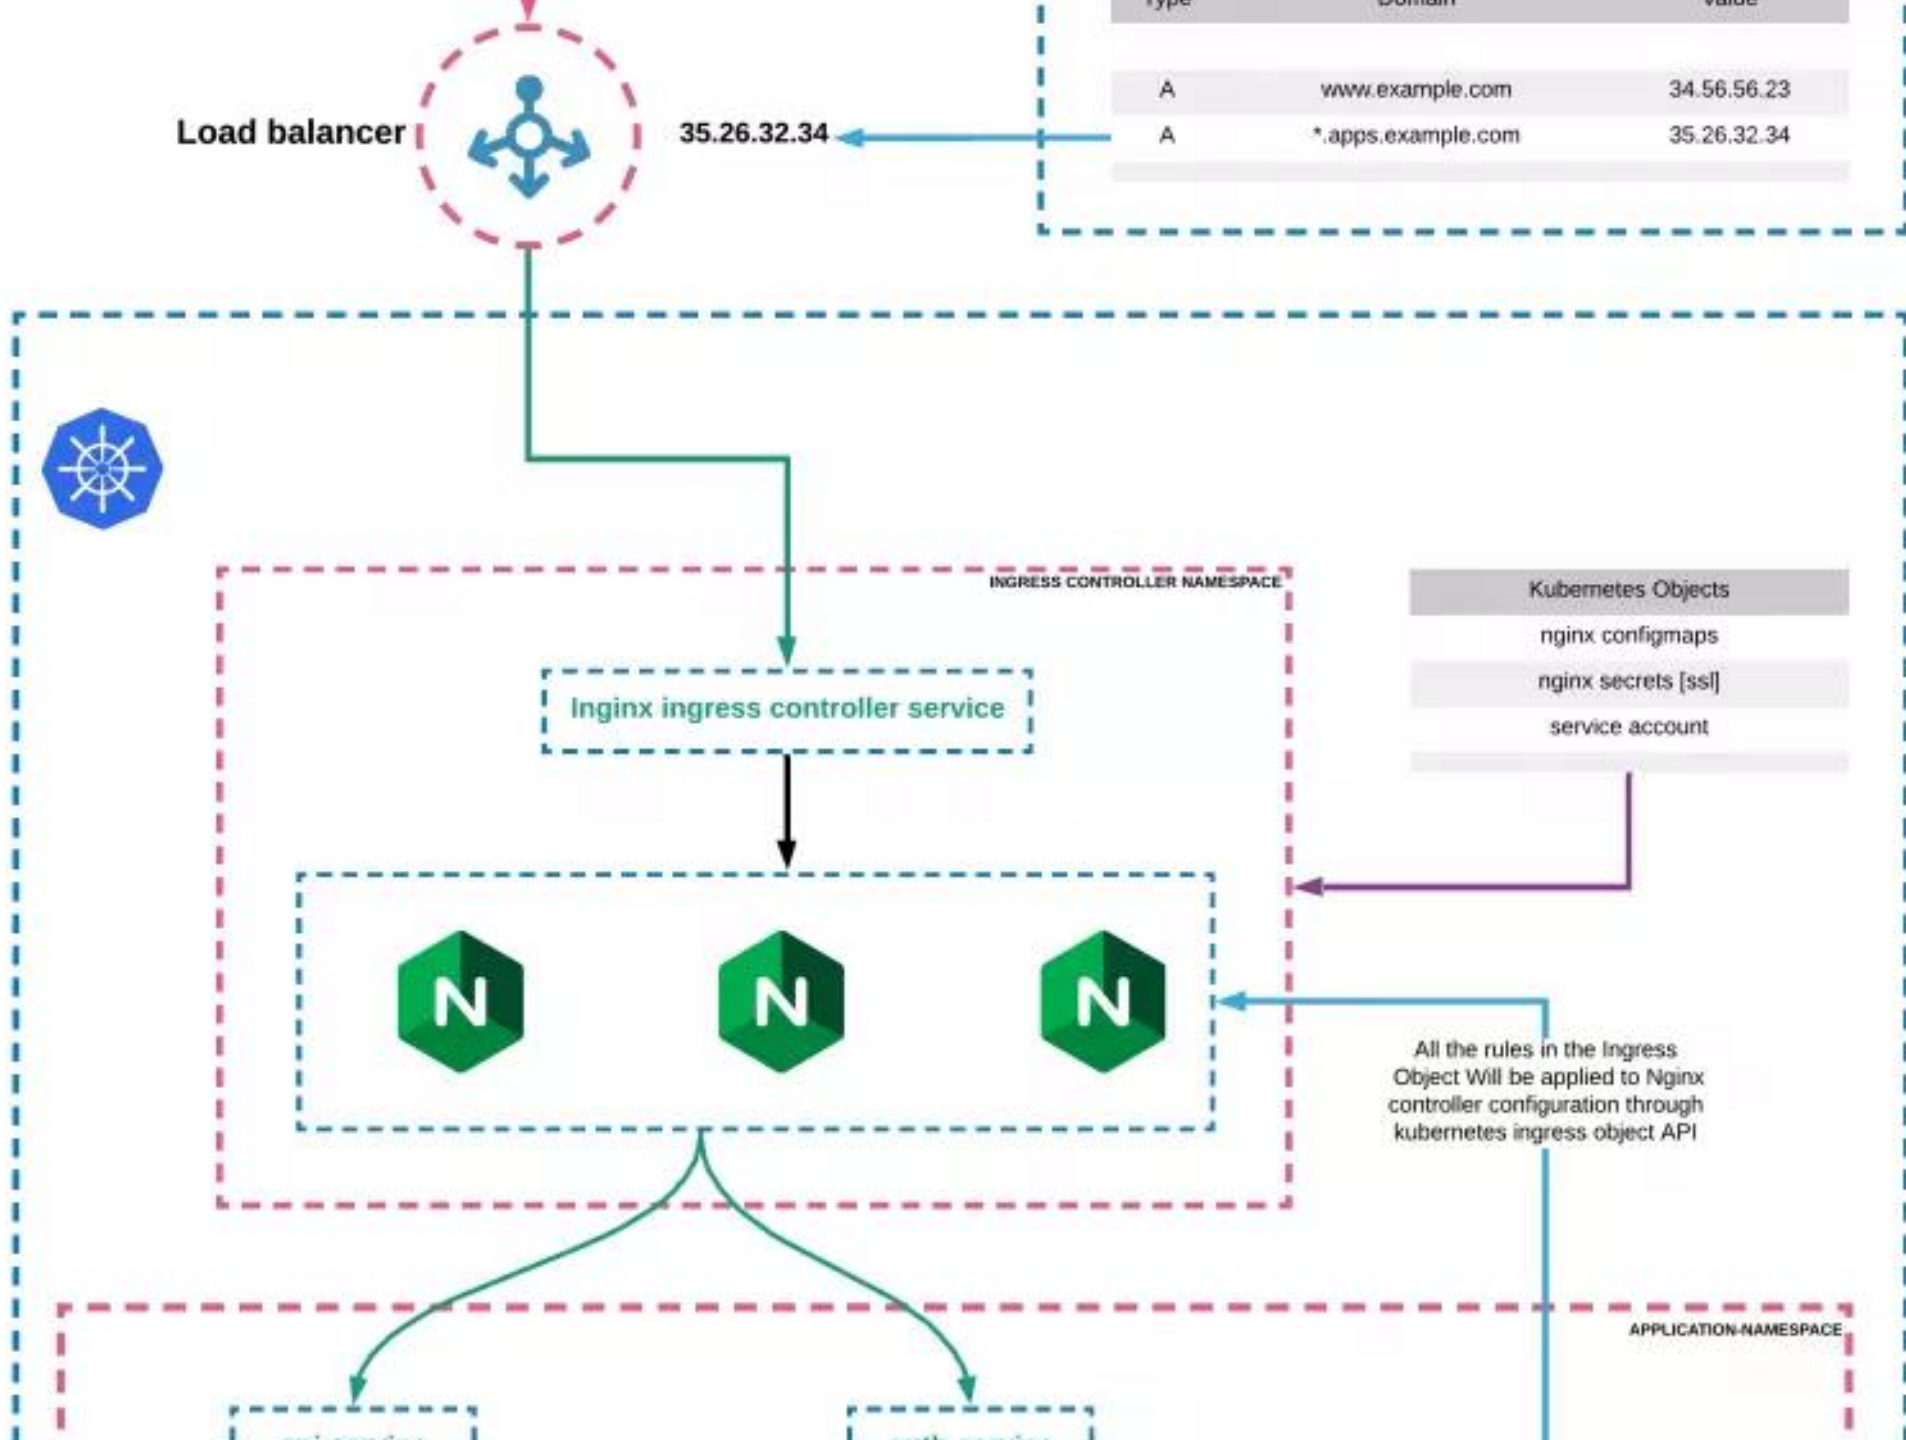 Type Domain Value
A www.example.com 34.56.56.23
Load balancer 35.26.32.34 A *.apps.example.com 35.26.32.34
INGRESS CONTROLLER NAMESPACE
Kubernetes Objects
nginx configmaps
nginx secrets [ssl]
service account
Inginx ingress controller service
N N N
All the rules in the Ingress
Object Will be applied to Nginx
controller configuration through
kubernetes ingress object API
APPLICATION-NAMESPACE